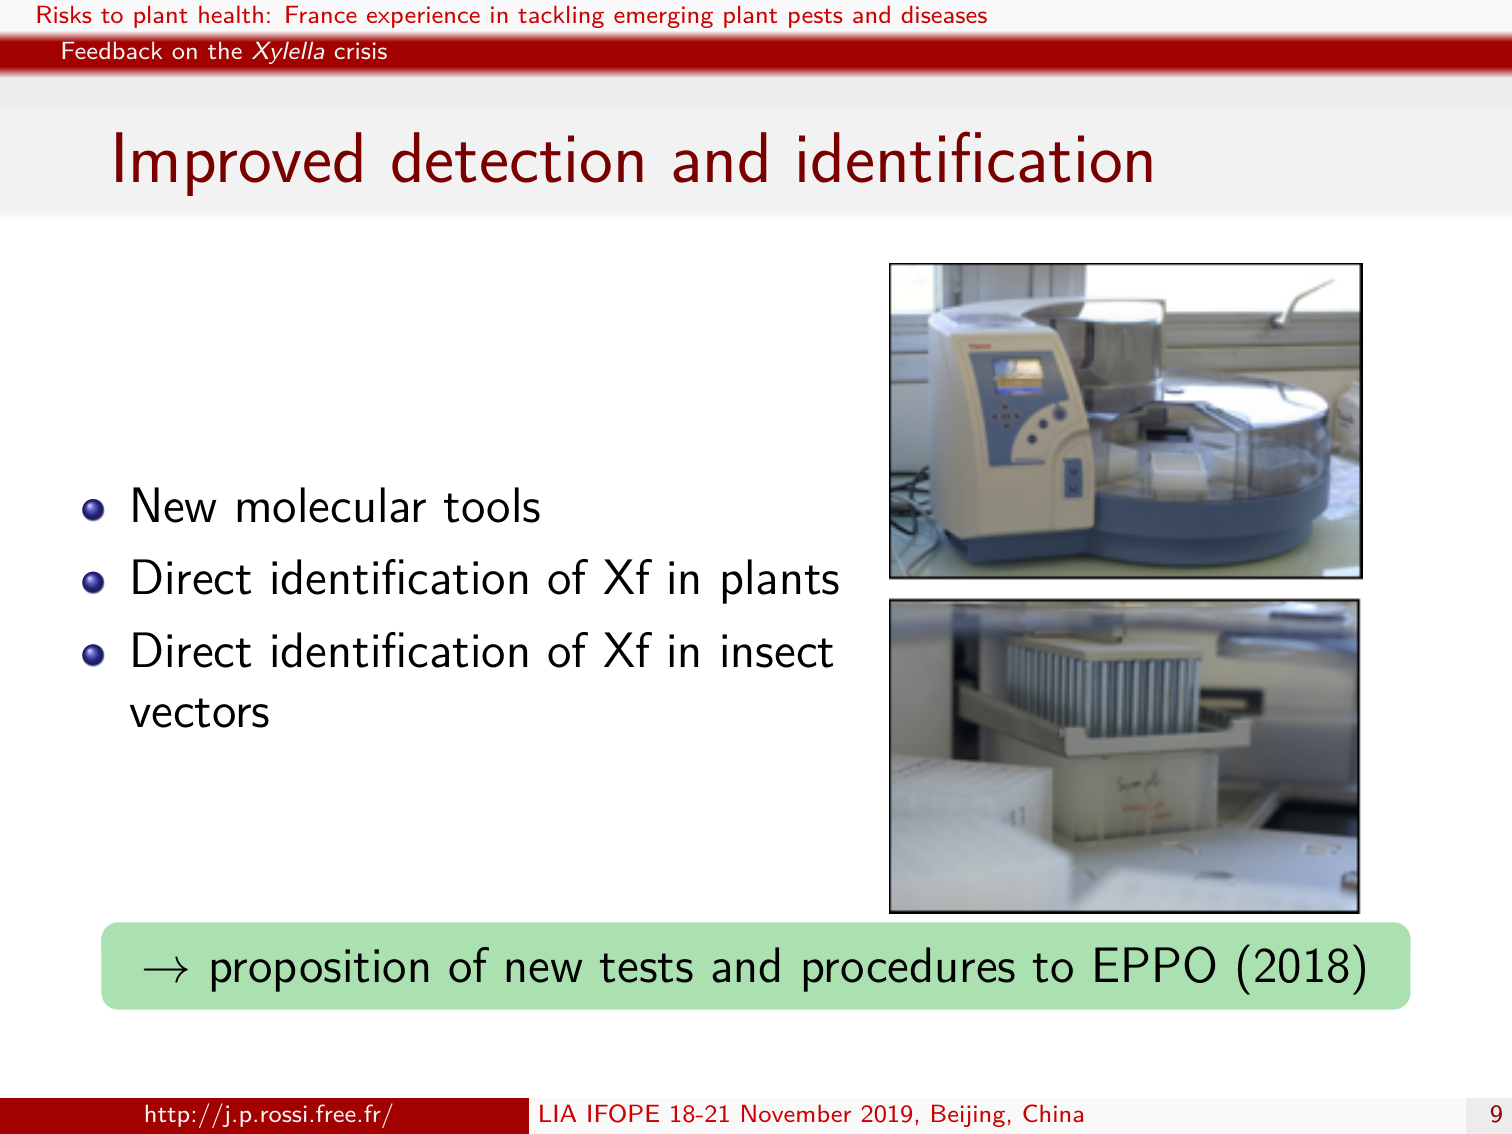 Risks to plant health: France experience in tackling emerging plant pests and diseases
Feedback on the Xylella crisis
Improved detection and identification
New molecular tools
Direct identification of Xf in plants
Direct identification of Xf in insect
vectors
→ proposition of new tests and procedures to EPPO (2018)
http://j.p.rossi.free.fr/
LIA IFOPE 18-21 November 2019, Beijing, China
9